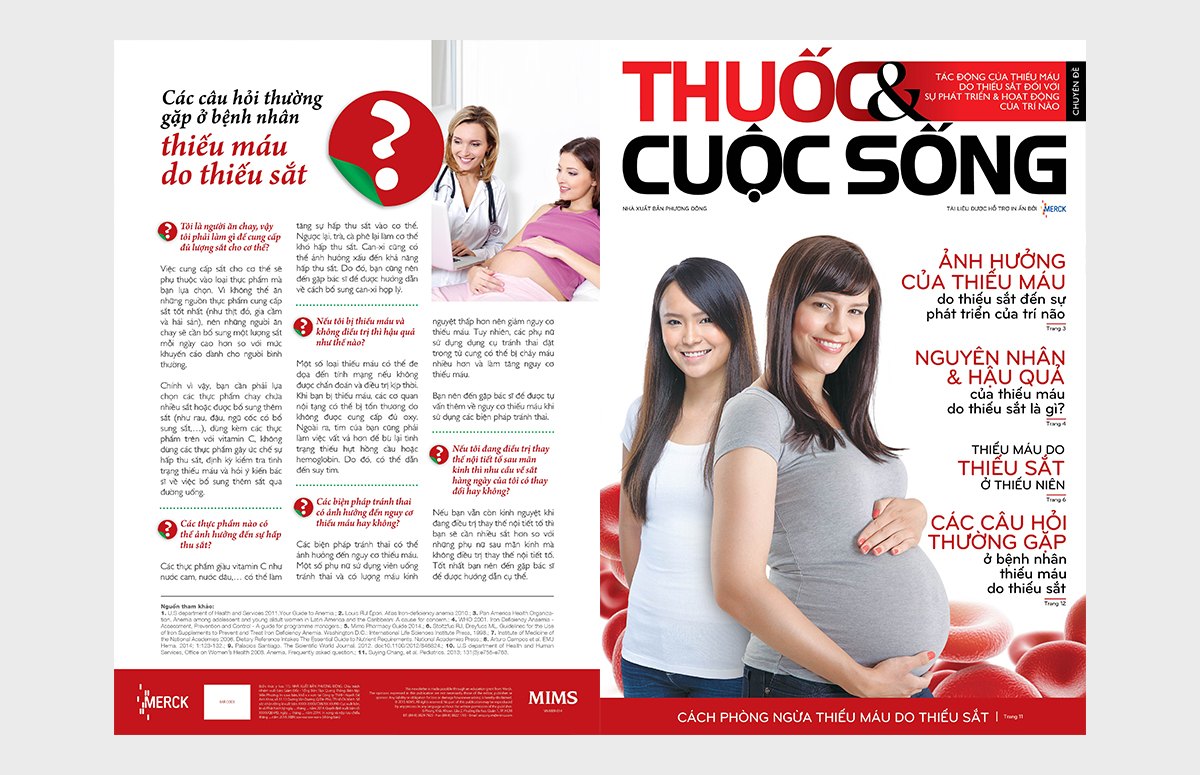 Các câu hỏi thường
gặp ở bệnh nhân
thiếu máu
do thiếu sắt
Tôi là người ăn chay, vậy
tôi phải làm gì để cung cấp
đủ lượng sắt cho cơ thể?
Việc cung cấp sắt cho cơ thể sẽ
phụ thuộc vào loại thực phẩm mà
bạn lựa chọn. Vì không thể ăn
những nguồn thực phẩm cung cấp
sắt tốt nhất (như thịt đỏ, gia cầm
và hải sản), nên những người ăn
chay sẽ cần bổ sung một lượng sắt
mỗi ngày cao hơn so với mức
khuyến cáo dành cho người bình
thường.
Chính vì vậy, bạn cần phải lựa
chọn các thực phẩm chay chứa
nhiều sắt hoặc được bổ sung thêm
sắt (như rau, đậu, ngũ cốc có bổ
sung sắt,…), dùng kèm các thực
phẩm trên với vitamin C, không
dùng các thực phẩm gây ức chế sự
hấp thu sắt, định kỳ kiểm tra tình
trạng thiếu máu và hỏi ý kiến bác
sĩ về việc bổ sung thêm sắt qua
đường uống.
Các thực phẩm nào có
thể ảnh hưởng đến sự hấp
thu sắt?
Các thực phẩm giàu vitamin C như
nước cam, nước dâu,… có thể làm
tăng sự hấp thu sắt vào cơ thể.
Ngược lại, trà, cà phê lại làm cơ thể
khó hấp thu sắt. Can-xi cũng có
thể ảnh hưởng xấu đến khả năng
hấp thu sắt. Do đó, bạn cũng nên
đến gặp bác sĩ để được hướng dẫn
về cách bổ sung can-xi hợp lý.
Nếu tôi bị thiếu máu và
không điều trị thì hậu quả
như thế nào?
Một số loại thiếu máu có thể đe
dọa đến tính mạng nếu không
được chẩn đoán và điều trị kịp thời.
Khi bạn bị thiếu máu, các cơ quan
nội tạng có thể bị tổn thương do
không được cung cấp đủ oxy.
Ngoài ra, tim của bạn cũng phải
làm việc vất vả hơn để bù lại tình
trạng thiếu hụt hồng cầu hoặc
hemoglobin. Do đó, có thể dẫn
đến suy tim.
Các biện pháp tránh thai
có ảnh hưởng đến nguy cơ
thiếu máu hay không?
Các biện pháp tránh thai có thể
ảnh hưởng đến nguy cơ thiếu máu.
Một số phụ nữ sử dụng viên uống
tránh thai và có lượng máu kinh
nguyệt thấp hơn nên giảm nguy cơ
thiếu máu. Tuy nhiên, các phụ nữ
sử dụng dụng cụ tránh thai đặt
trong tử cung có thể bị chảy máu
nhiều hơn và làm tăng nguy cơ
thiếu máu.
Bạn nên đến gặp bác sĩ để được tư
vấn thêm về nguy cơ thiếu máu khi
sử dụng các biện pháp tránh thai.
Nếu tôi đang điều trị thay
thế nội tiết tố sau mãn
kinh thì nhu cầu về sắt
hàng ngày của tôi có thay
đổi hay không?
Nếu bạn vẫn còn kinh nguyệt khi
đang điều trị thay thế nội tiết tố thì
bạn sẽ cần nhiều sắt hơn so với
những phụ nữ sau mãn kinh mà
không điều trị thay thế nội tiết tố.
Tốt nhất bạn nên đến gặp bác sĩ
để được hướng dẫn cụ thể.
Nguồn tham khảo:
MERCK
MIMS
THUỐC &
CUỘC SỐNG
TÁC ĐỘNG CỦA THIẾU MÁU
DO THIẾU SẮT ĐỐI VỚI
SỰ PHÁT TRIỂN & HOẠT ĐỘNG
CỦA TRÍ NÃO
CHUYÊN ĐỀ
NHÀ XUẤT BẢN PHƯƠNG ĐÔNG
TÀI LIỆU ĐƯỢC HỖ TRỢ IN ẤN BỞI MERCK
ẢNH HƯỞNG
CỦA THIẾU MÁU
do thiếu sắt đến sự
phát triển của trí não
Trang 3
NGUYÊN NHÂN
& HẬU QUẢ
của thiếu máu
do thiếu sắt là gì?
Trang 4
THIẾU MÁU DO
THIẾU SẮT
Ở THIẾU NIÊN
Trang 6
CÁC CÂU HỎI
THƯỜNG GẶP
ở bệnh nhân
thiếu máu
do thiếu sắt
Trang 12
CÁCH PHÒNG NGỪA THIẾU MÁU DO THIẾU SẮT | Trang 11